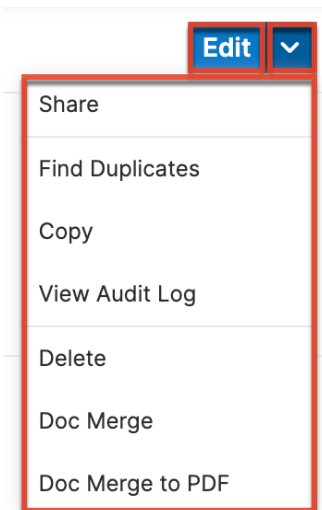 Edit
Share
Find Duplicates
Copy
View Audit Log
Delete
Doc Merge
Doc Merge to PDF